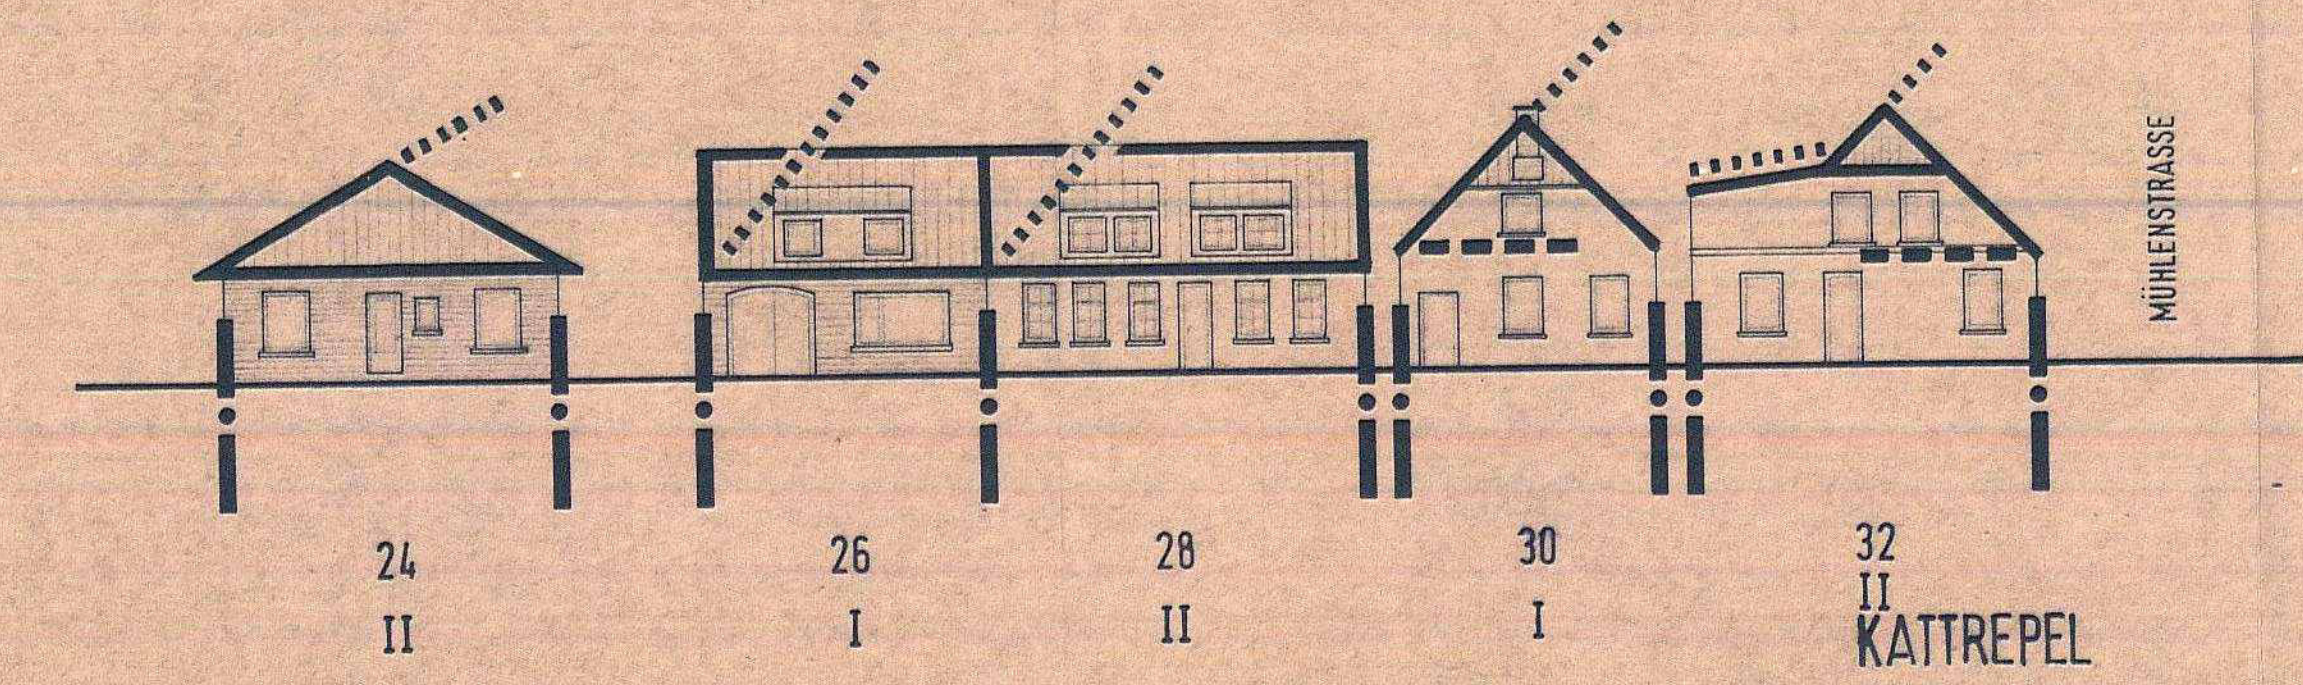 MÜHLENSTRASSE
24 26 28 30 32
II I II I II
KATTREPEL